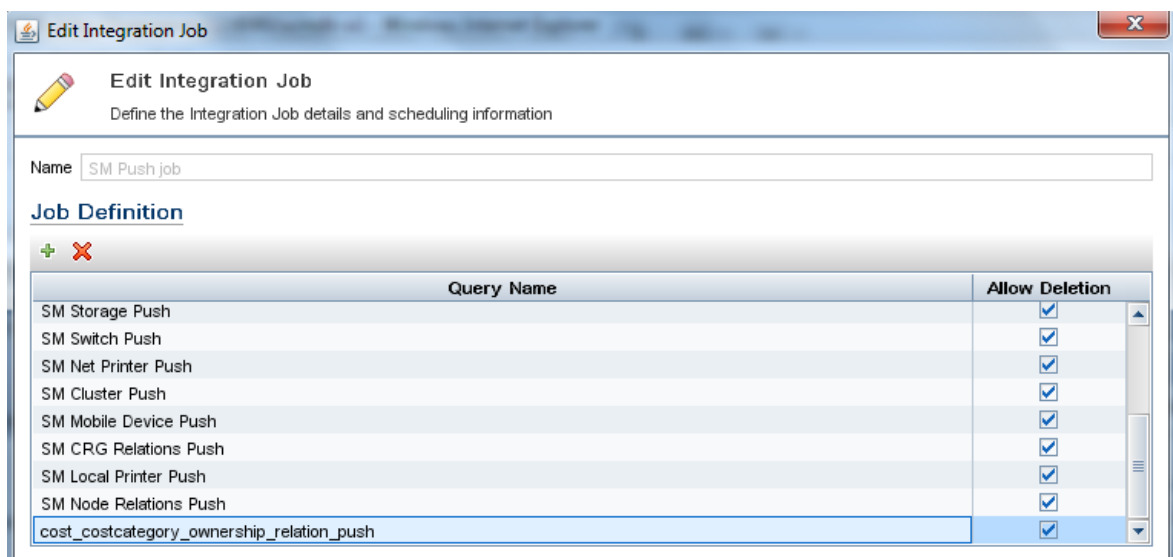 Edit Integration Job
Edit Integration Job
Define the Integration Job details and scheduling information
Name SM Push job
Job Definition
Query Name Allow Deletion
SM Storage Push
SM Switch Push
SM Net Printer Push
SM Cluster Push
SM Mobile Device Push
SM CRG Relations Push
SM Local Printer Push
SM Node Relations Push
cost_costcategory_ownership_relation_push